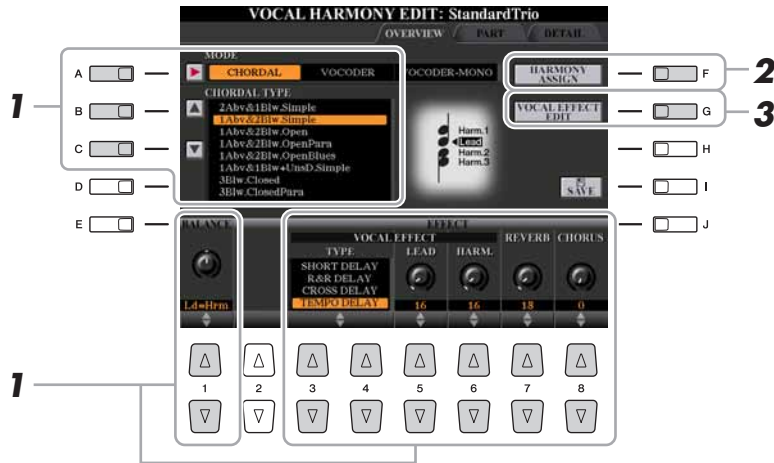 VOCAL HARMONY EDIT: StandardTrio
OVERVIEW PART DETAIL
MODE
CHORDAL VOCODER VOCODER-MONO
HARMONY
ASSIGN
CHORDAL TYPE
2Abv&1Blw.Simple
1Abv&2Blw.Simple
1Abv&2Blw.Open
1Abv&2Blw.OpenPara
1Abv&2Blw.OpenBlues
1Abv&1Blw+UnsD.Simple
3Blw.Closed
3Blw.ClosedPara
Harm.1
Lead
Harm.2
Harm.3
VOCAL EFFECT
EDIT
SAVE
A
B
C
D
E
F
G
H
I
J
1
2
3
BALANCE
Ld=Hrm
EFFECT
VOCAL EFFECT
TYPE LEAD HARM. REVERB CHORUS
SHORT DELAY
R&R DELAY
CROSS DELAY
TEMPO DELAY
16 16 18 0
1 2 3 4 5 6 7 8
1